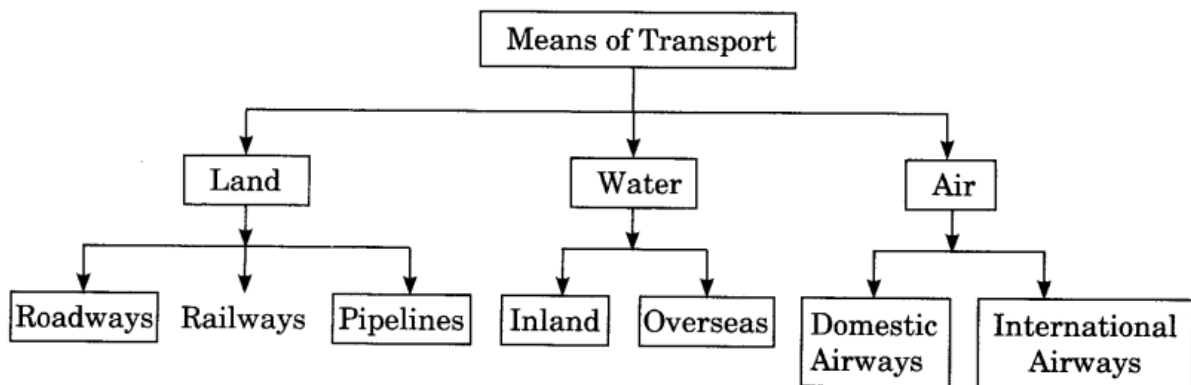 Means of Transport
Land
Water
Air
Roadways
Railways
Pipelines
Inland
Overseas
Domestic
Airways
International
Airways